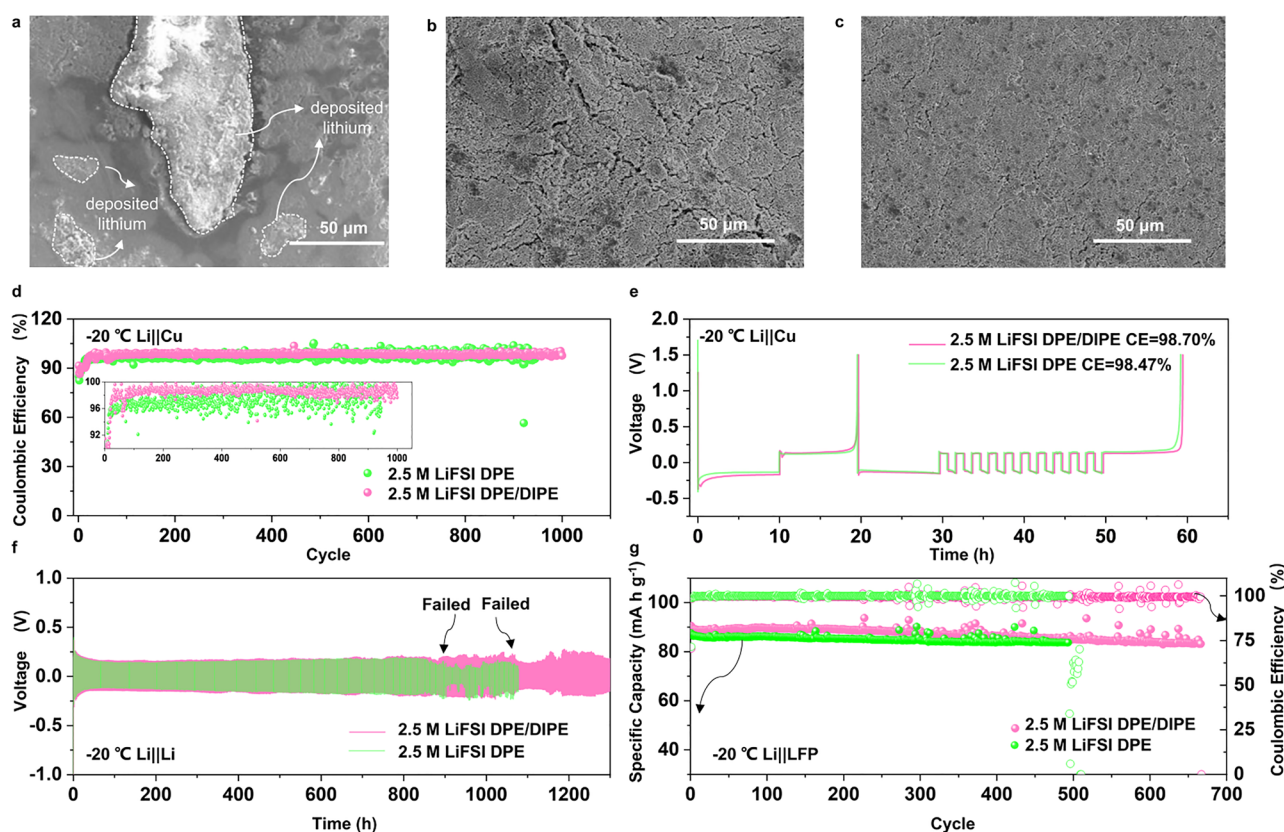 a
deposited
lithium
deposited
lithium
50 μm
b
50 μm
c
50 μm
d
Coulombic Efficiency (%)
120
90
60
30
0
-20 ℃ Li||Cu
100
96
92
0 200 400 600 800 1000
2.5 M LiFSI DPE
2.5 M LiFSI DPE/DIPE
0 200 400 600 800 1000
Cycle
e
Voltage (V)
2.0
1.5
1.0
0.5
0.0
-0.5
-20 ℃ Li||Cu
2.5 M LiFSI DPE/DIPE CE=98.70%
2.5 M LiFSI DPE CE=98.47%
0 10 20 30 40 50 60
Time (h)
f
Voltage (V)
1.0
0.5
0.0
-0.5
-1.0
Failed Failed
2.5 M LiFSI DPE/DIPE
2.5 M LiFSI DPE
-20 ℃ Li||Li
0 200 400 600 800 1000 1200
Time (h)
g
Specific Capacity (mA h g⁻¹)
100
80
60
40
2.5 M LiFSI DPE/DIPE
2.5 M LiFSI DPE
-20 ℃ Li||LFP
100
75
50
25
0
Coulombic Efficiency (%)
0 100 200 300 400 500 600 700
Cycle